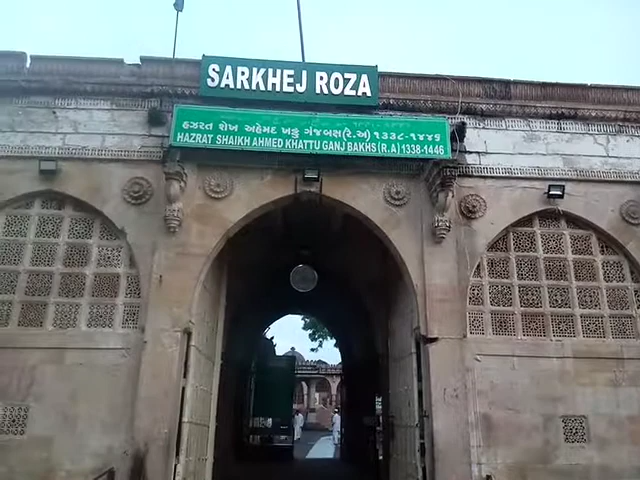 SARKHEJ ROZA
હઝરત શેખ અહેમદ ખટ્ટુ ગંજબક્ષ(રે.અ) ૧૩૩૮-૧૪૪૬
HAZRAT SHAIKH AHMED KHATTU GANJ BAKHS(R.A)1338-1446